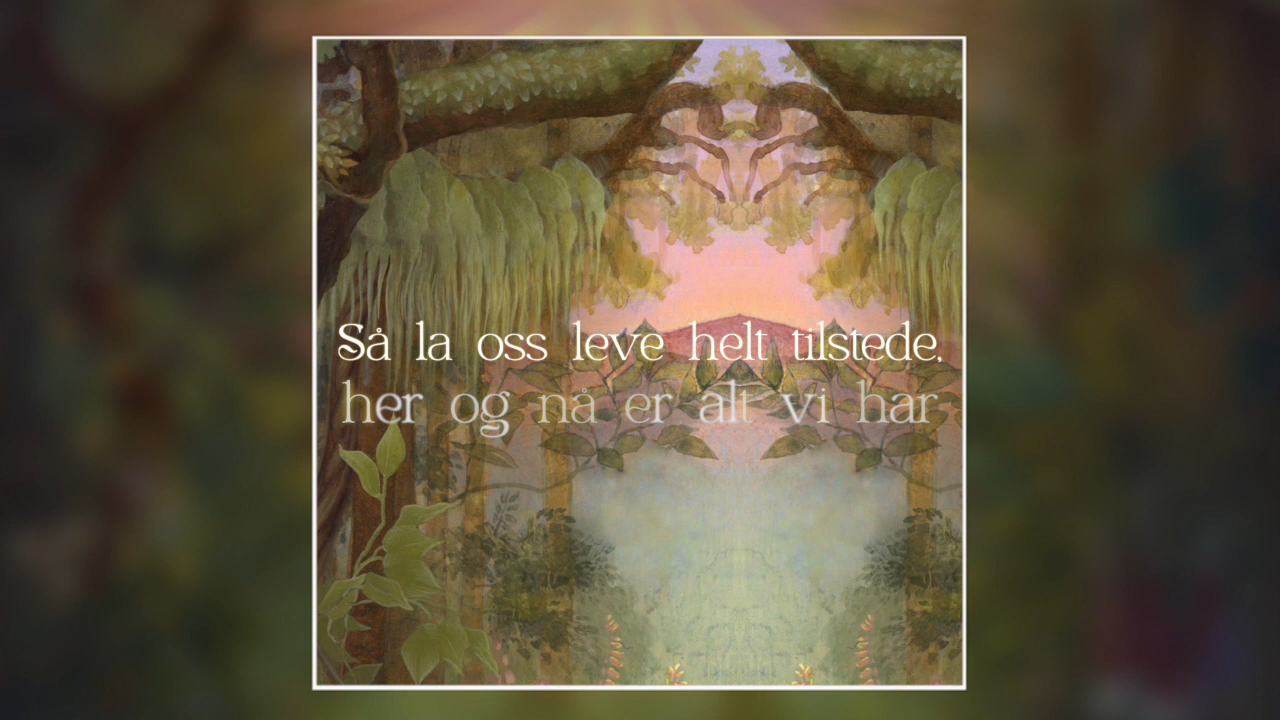 Så la oss leve helt tilstede,
her og nå er alt vi har